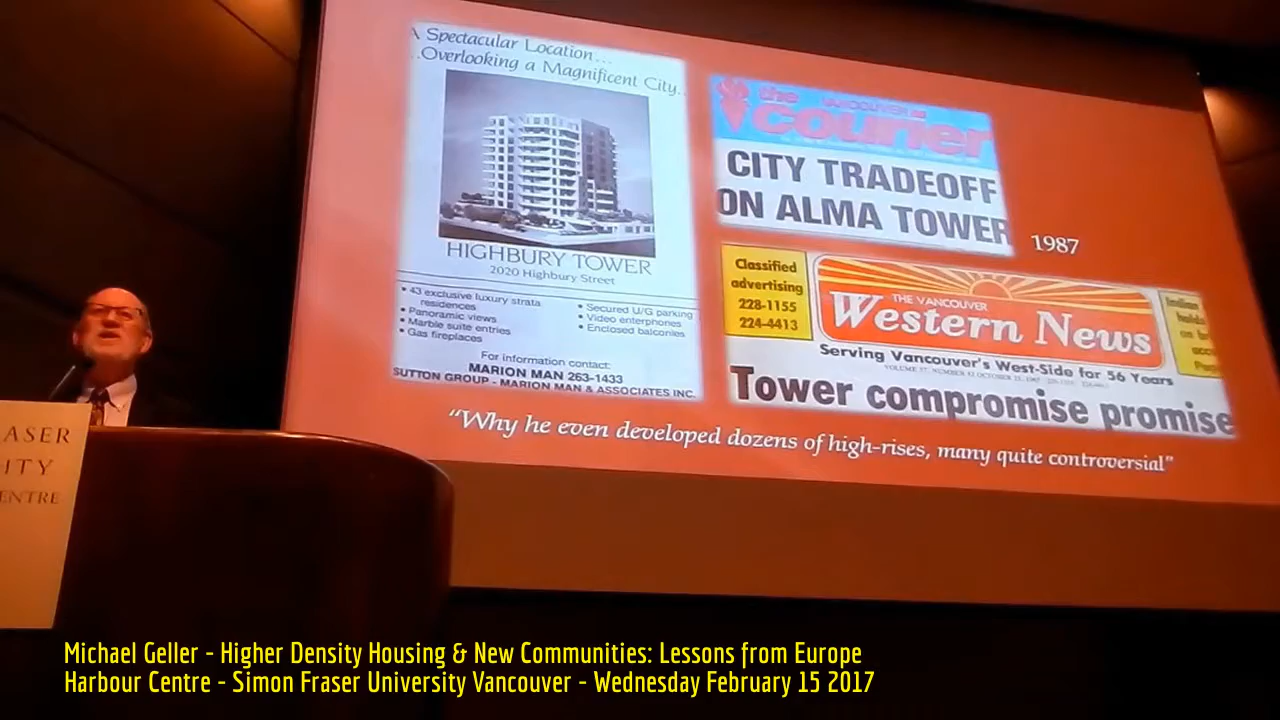 A Spectacular Location...
..Overlooking a Magnificent City..
HIGHBURY TOWER
2020 Highbury Street
• 43 exclusive luxury strata
residences
• Panoramic views
• Marble suite entries
• Gas fireplaces
• Secured U/G parking
• Video enterphones
• Enclosed balconies
For information contact:
MARION MAN 263-1433
SUTTON GROUP - MARION MAN & ASSOCIATES INC.
the
courier
CITY TRADEOFF
ON ALMA TOWER
1987
Classified
advertising
228-1155
224-4413
THE VANCOUVER
Western News
Serving Vancouver's West-Side for 56 Years
Tower compromise promise
“Why he even developed dozens of high-rises, many quite controversial”
ASER
ITY
ENTRE
Michael Geller - Higher Density Housing & New Communities: Lessons from Europe
Harbour Centre - Simon Fraser University Vancouver - Wednesday February 15 2017